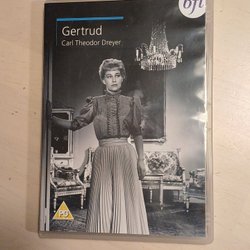 bfi
Gertrud
Carl Theodor Dreyer
PG